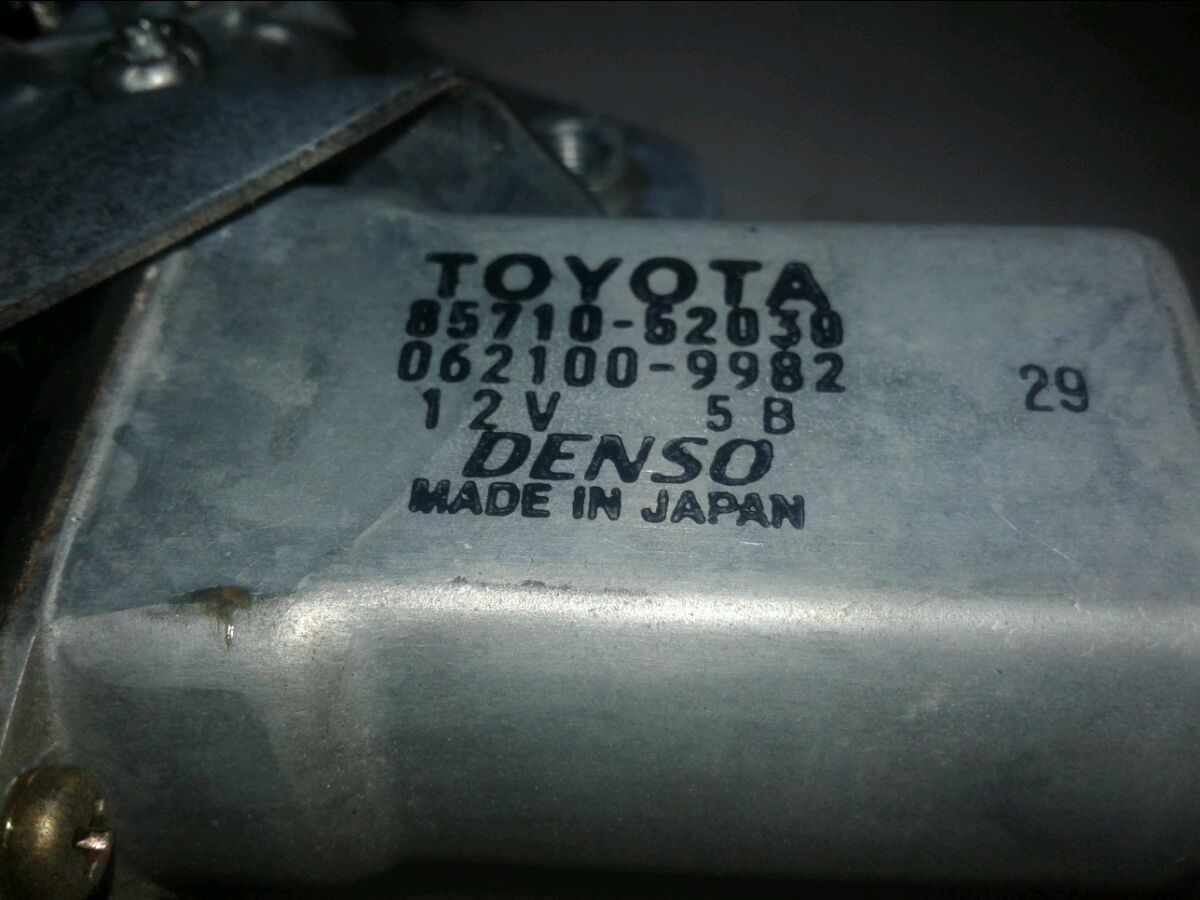 TOYOTA
85710-52030
062100-9982
29
12V 5B
DENSO
MADE IN JAPAN